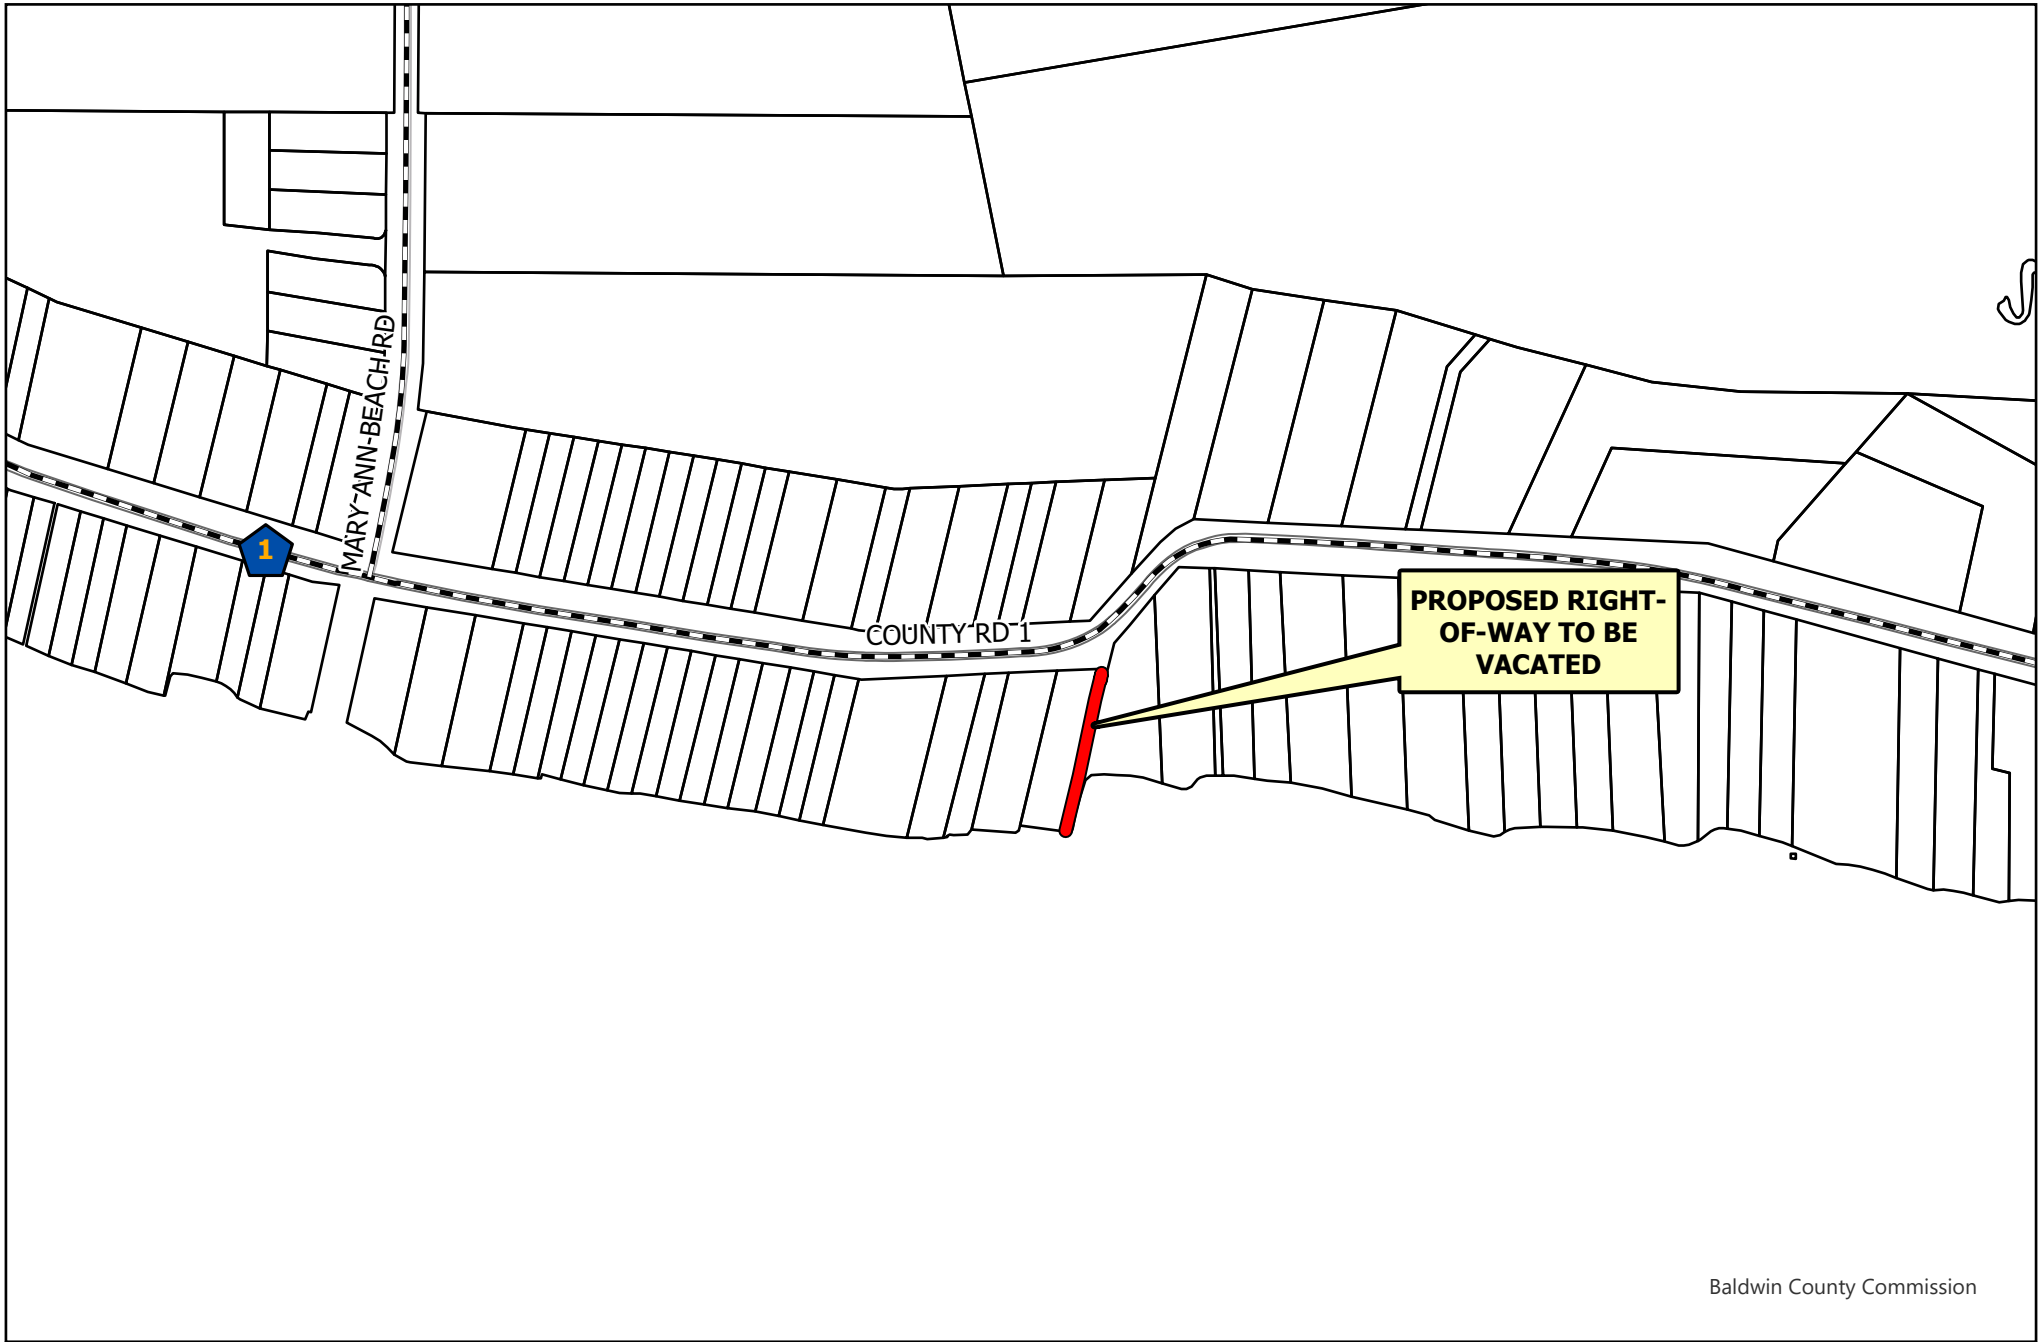 MARY ANN BEACH RD
1
COUNTY RD 1
PROPOSED RIGHT-
OF-WAY TO BE
VACATED
Baldwin County Commission